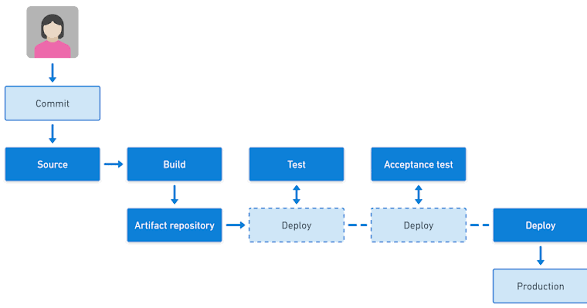 Commit
Source
Build
Test
Acceptance test
Artifact repository
Deploy
Deploy
Deploy
Production